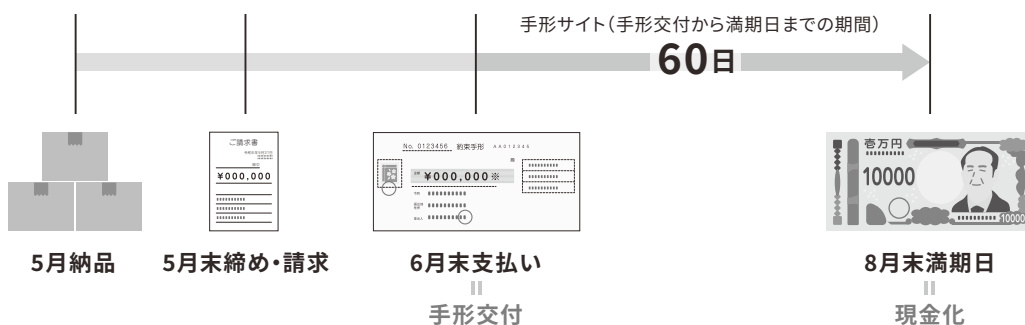 手形サイト(手形交付から満期日までの期間)
60日
ご請求書
¥000,000
No. 0123456 約束手形 AA012345
¥000,000※
壱万円
10000
10000
5月納品
5月末締め・請求
6月末支払い
手形交付
8月末満期日
現金化